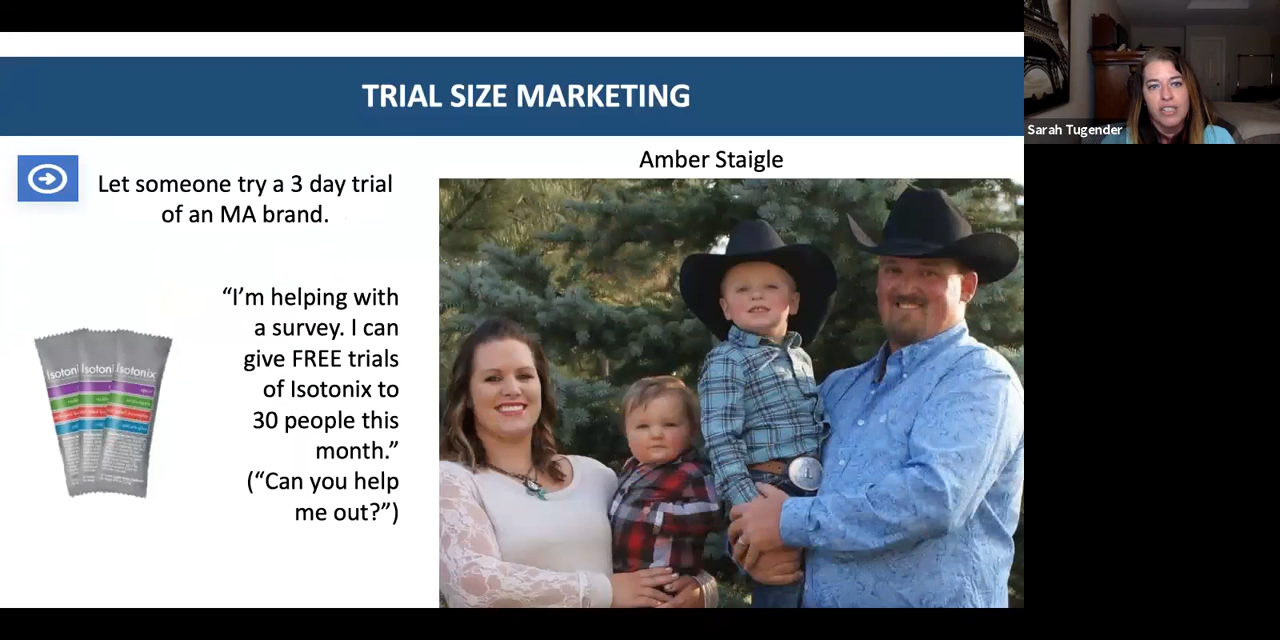 TRIAL SIZE MARKETING
Sarah Tugender
Let someone try a 3 day trial
of an MA brand.
Amber Staigle
“I’m helping with
a survey. I can
give FREE trials
of Isotonix to
30 people this
month.”
(“Can you help
me out?”)
Isotonix